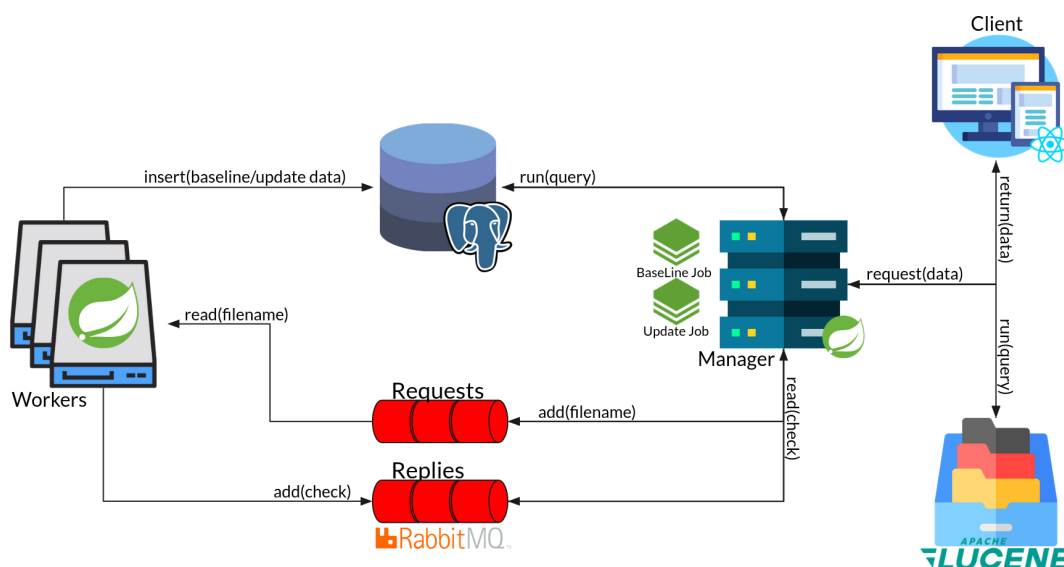 Client
insert(baseline/update data)
run(query)
return(data)
BaseLine Job
request(data)
Update Job
read(filename)
Manager
run(query)
Workers
Requests
add(filename)
read(check)
Replies
add(check)
RabbitMQ
APACHE
LUCENE